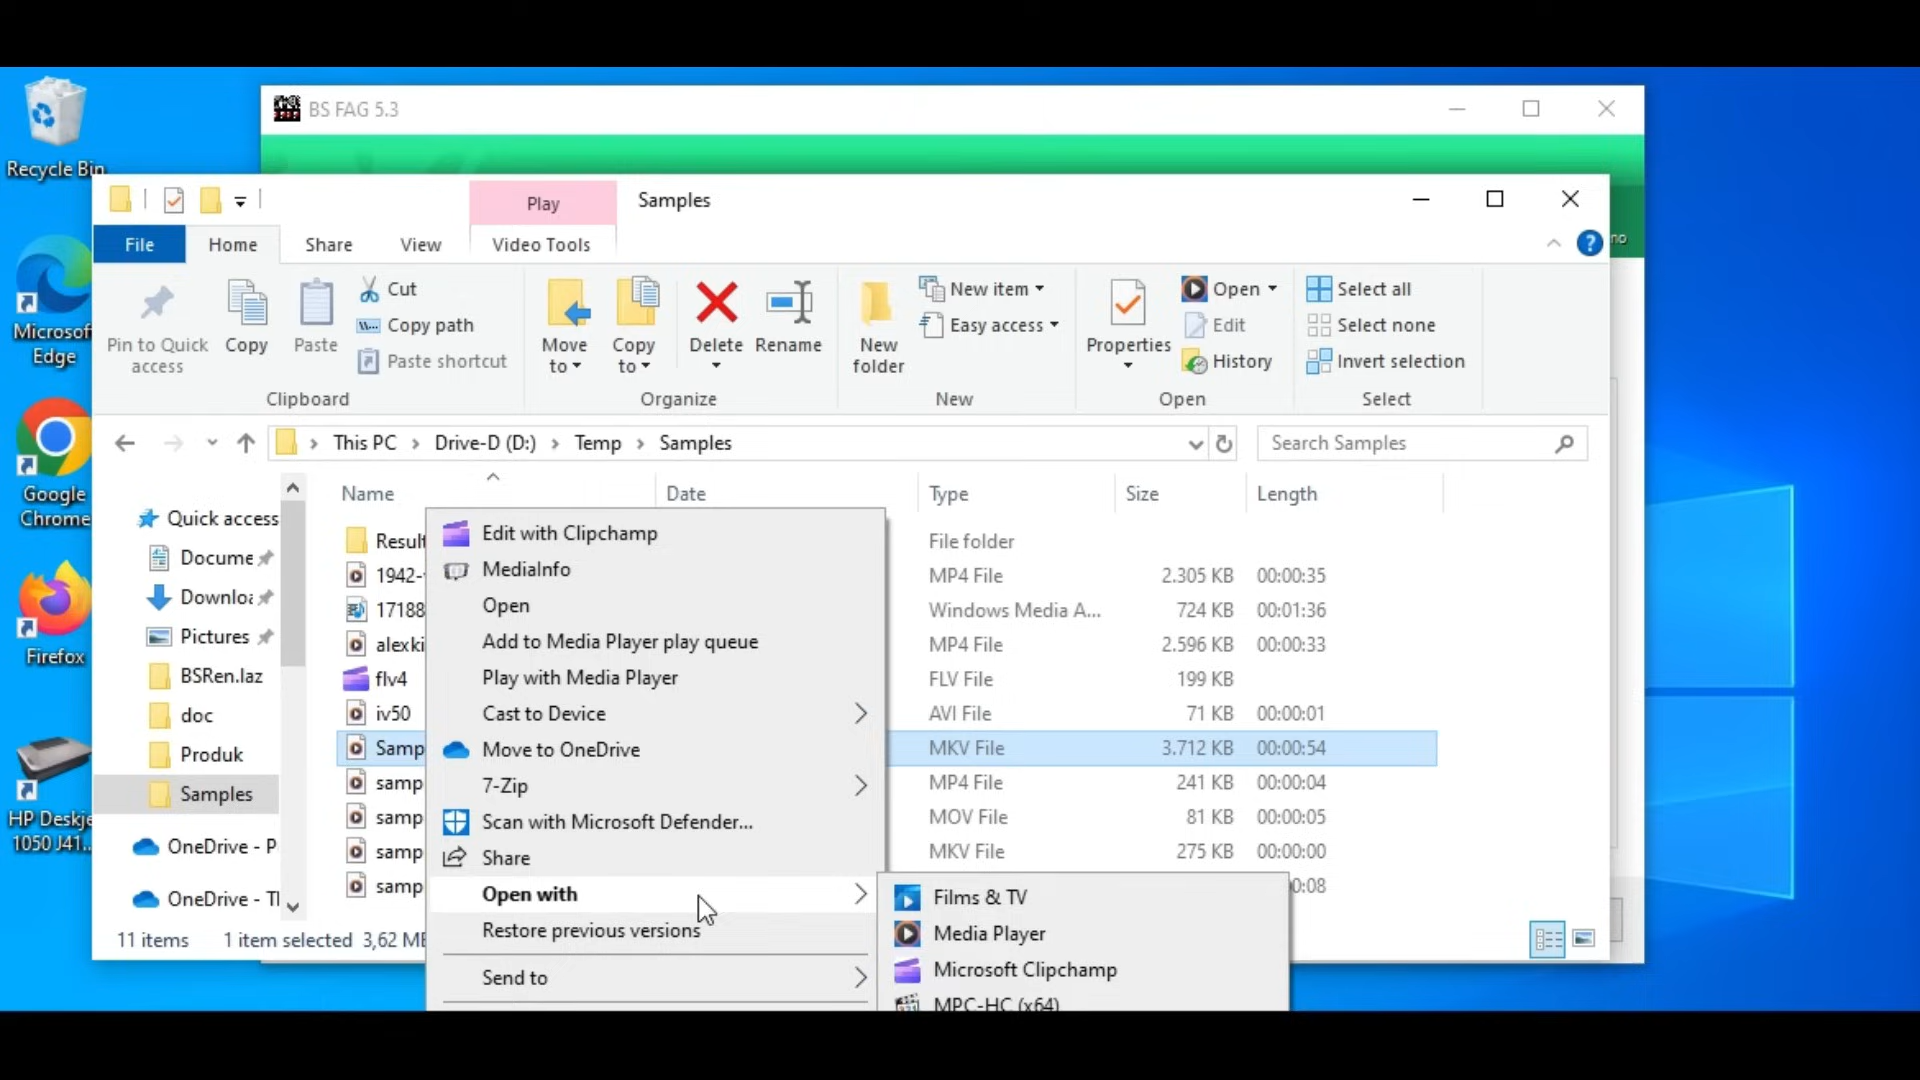 BS FAG 5.3
Recycle Bin
Play
Samples
File
Home
Share
View
Video Tools
no
Pin to Quick
access
Copy
Paste
Cut
Copy path
Paste shortcut
Move
to
Copy
to
Delete
Rename
New
folder
New item
Easy access
Properties
Open
Edit
History
Select all
Select none
Invert selection
Clipboard
Organize
New
Open
Select
This PC
Drive-D (D:)
Temp
Samples
Search Samples
Microsof
Edge
Google
Chrome
Firefox
HP Deskje
1050 J41...
Quick access
Docume
Downloa
Pictures
BSRen.laz
doc
Produk
Samples
OneDrive - P
OneDrive - Tl
Name
Date
Type
Size
Length
Result
File folder
1942-
MP4 File
2.305 KB
00:00:35
17188
Windows Media A...
724 KB
00:01:36
alexki
MP4 File
2.596 KB
00:00:33
flv4
FLV File
199 KB
iv50
AVI File
71 KB
00:00:01
Samp
MKV File
3.712 KB
00:00:54
samp
MP4 File
241 KB
00:00:04
samp
MOV File
81 KB
00:00:05
samp
MKV File
275 KB
00:00:00
samp
0:08
Edit with Clipchamp
MediaInfo
Open
Add to Media Player play queue
Play with Media Player
Cast to Device
Move to OneDrive
7-Zip
Scan with Microsoft Defender...
Share
Open with
Restore previous versions
Send to
Films & TV
Media Player
Microsoft Clipchamp
MPC-HC (x64)
11 items
1 item selected
3,62 ME